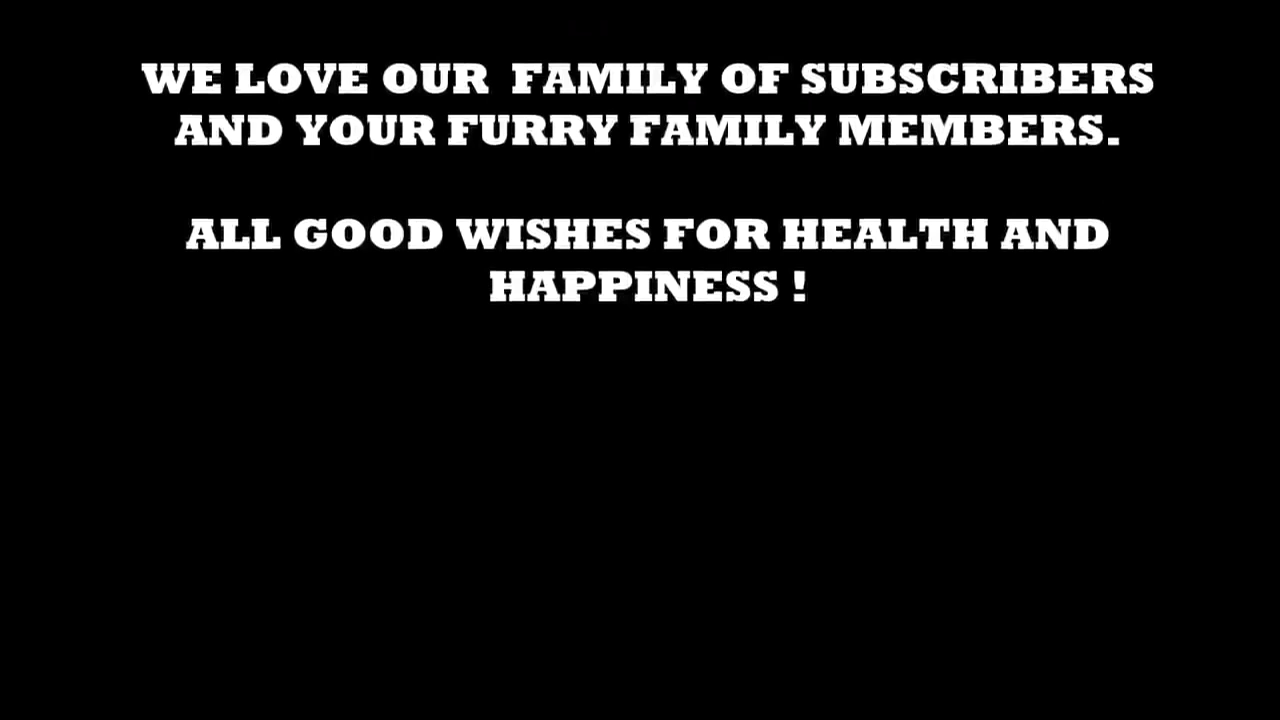 WE LOVE OUR  FAMILY OF SUBSCRIBERS
AND YOUR FURRY FAMILY MEMBERS.
ALL GOOD WISHES FOR HEALTH AND
HAPPINESS !